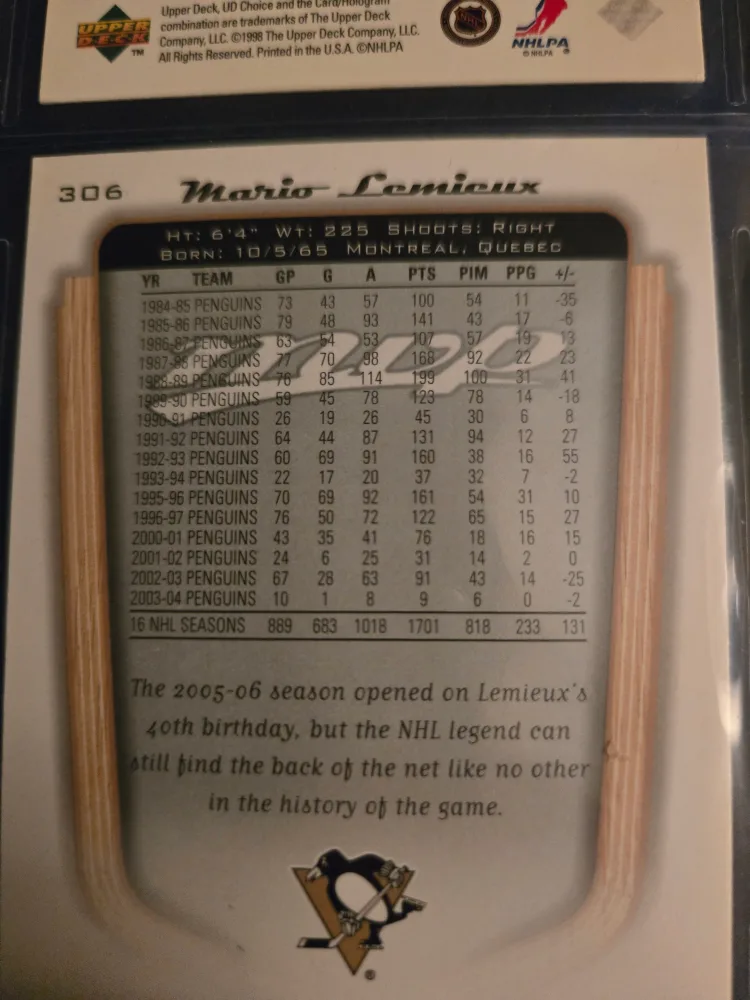 UPPER DECK
TM
Upper Deck, UD Choice and the Card/Hologram
combination are trademarks of The Upper Deck
Company, LLC. ©1998 The Upper Deck Company, LLC.
All Rights Reserved. Printed in the U.S.A. ©NHLPA
NHL
NHLPA
© NHLPA
306 Mario Lemieux
HT: 6'4" WT: 225 SHOOTS: RIGHT
BORN: 10/5/65 MONTREAL, QUEBEC
YR TEAM GP G A PTS PIM PPG +/-
1984-85 PENGUINS 73 43 57 100 54 11 -35
1985-86 PENGUINS 79 48 93 141 43 17 -6
1986-87 PENGUINS 63 54 53 107 57 19 13
1987-88 PENGUINS 77 70 98 168 92 22 23
1988-89 PENGUINS 76 85 114 199 100 31 41
1989-90 PENGUINS 59 45 78 123 78 14 -18
1990-91 PENGUINS 26 19 26 45 30 6 8
1991-92 PENGUINS 64 44 87 131 94 12 27
1992-93 PENGUINS 60 69 91 160 38 16 55
1993-94 PENGUINS 22 17 20 37 32 7 -2
1995-96 PENGUINS 70 69 92 161 54 31 10
1996-97 PENGUINS 76 50 72 122 65 15 27
2000-01 PENGUINS 43 35 41 76 18 16 15
2001-02 PENGUINS 24 6 25 31 14 2 0
2002-03 PENGUINS 67 28 63 91 43 14 -25
2003-04 PENGUINS 10 1 8 9 6 0 -2
16 NHL SEASONS 889 683 1018 1701 818 233 131
mvp
The 2005-06 season opened on Lemieux's
40th birthday, but the NHL legend can
still find the back of the net like no other
in the history of the game.
®